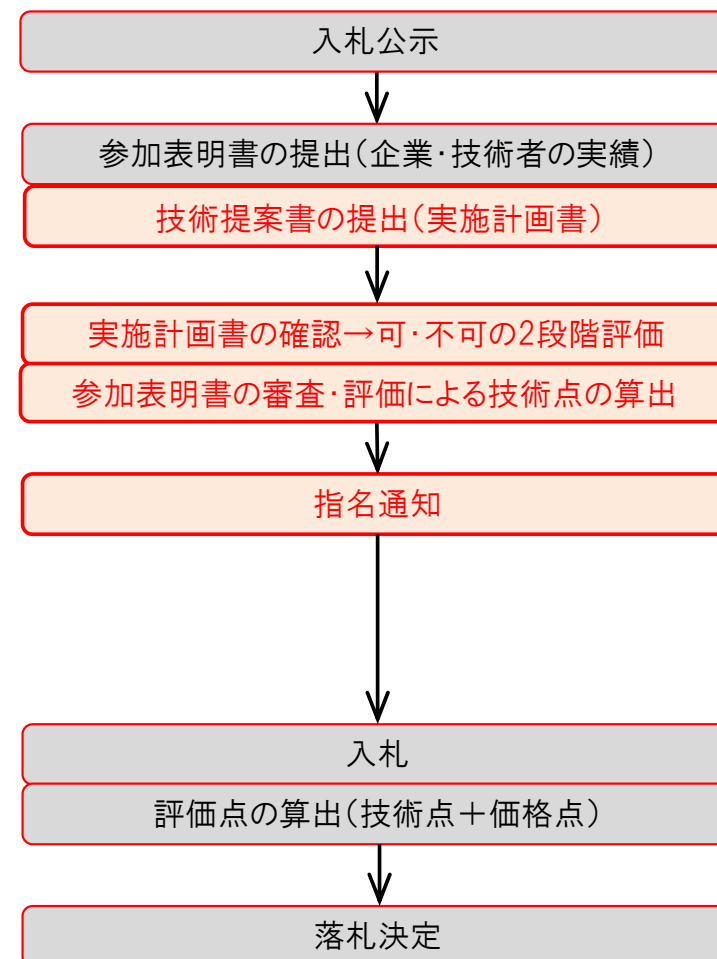 入札公示
参加表明書の提出（企業・技術者の実績）
技術提案書の提出（実施計画書）
実施計画書の確認→可・不可の2段階評価
参加表明書の審査・評価による技術点の算出
指名通知
入札
評価点の算出（技術点＋価格点）
落札決定